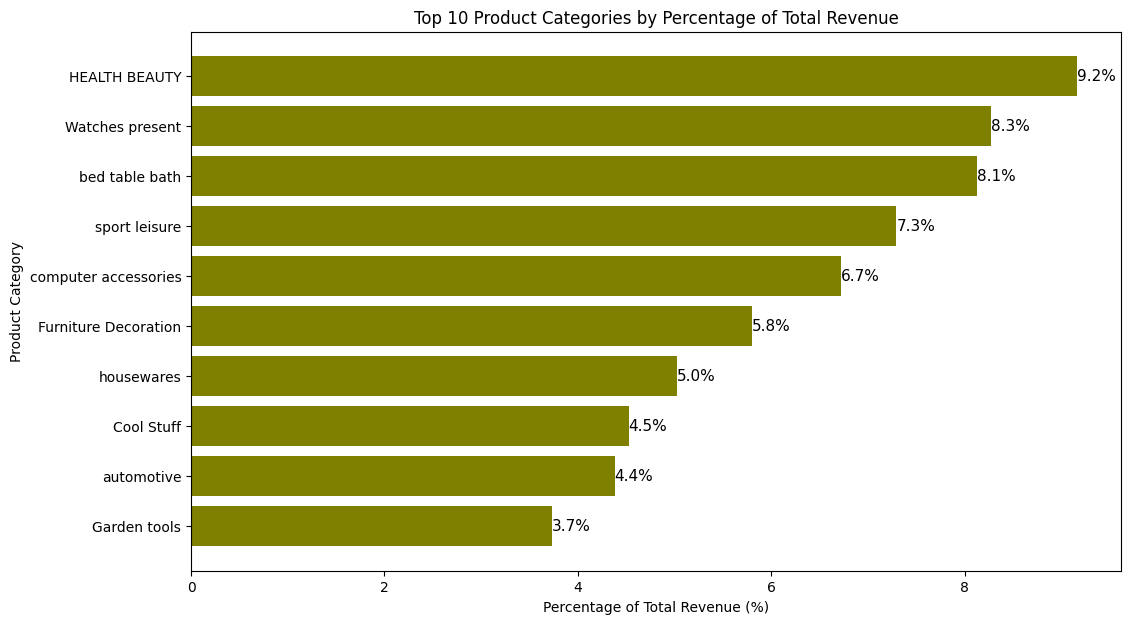 Top 10 Product Categories by Percentage of Total Revenue
Product Category
HEALTH BEAUTY 9.2%
Watches present 8.3%
bed table bath 8.1%
sport leisure 7.3%
computer accessories 6.7%
Furniture Decoration 5.8%
housewares 5.0%
Cool Stuff 4.5%
automotive 4.4%
Garden tools 3.7%
0 2 4 6 8
Percentage of Total Revenue (%)